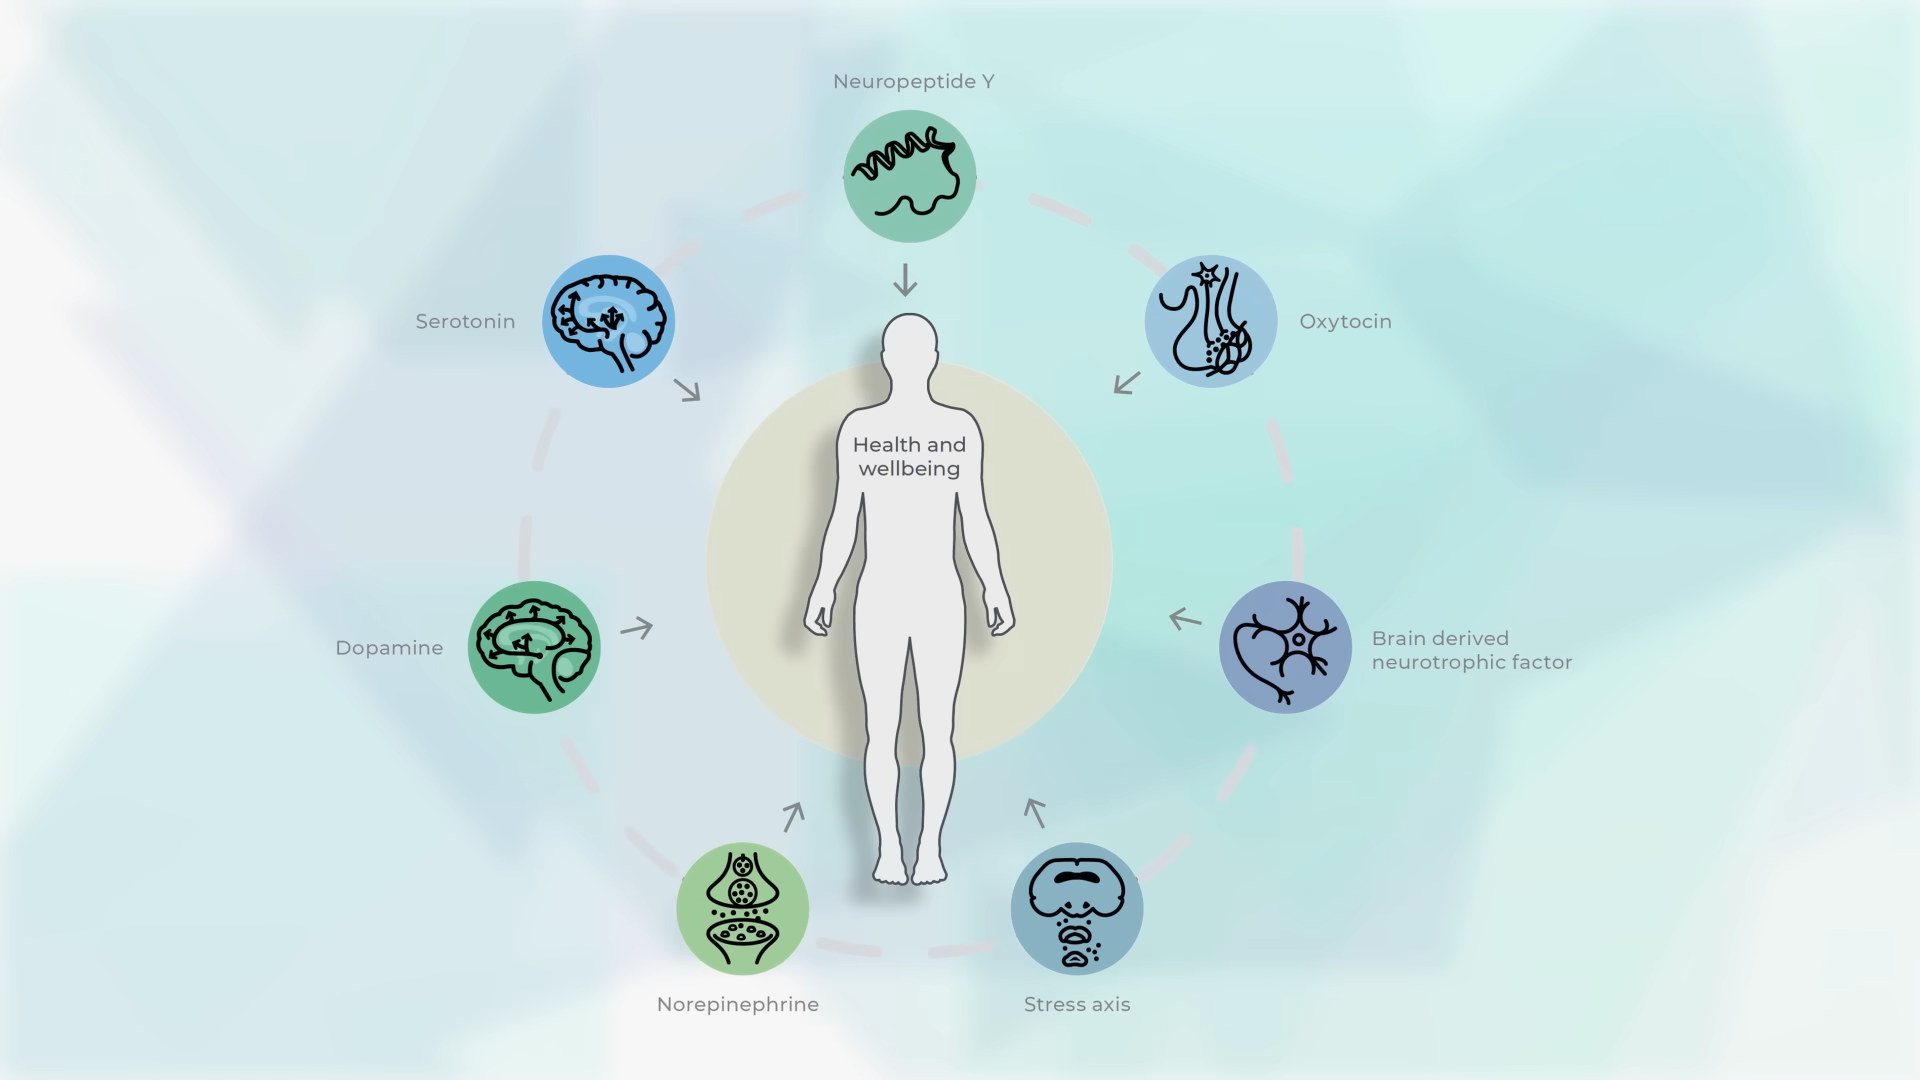 Neuropeptide Y
Serotonin
Oxytocin
Health and
wellbeing
Dopamine
Brain derived
neurotrophic factor
Norepinephrine
Stress axis